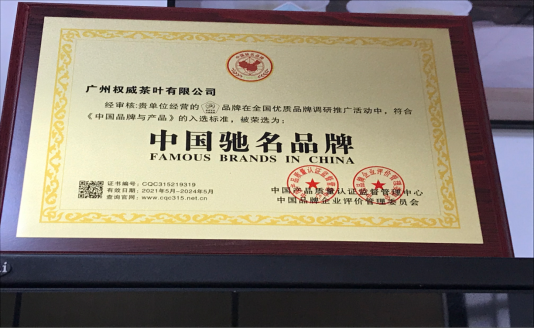 广州权威茶叶有限公司
经审核:贵单位经营的 品牌在全国优质品牌调研推广活动中，符合
《中国品牌与产品》的入选标准，被荣选为：
中国驰名品牌
FAMOUS BRANDS IN CHINA
证书编号：CQC315219319
有效日期：2021年5月-2024年5月
查询官网：www.cqc315.net.cn
中国产品质量认证监督管理中心
中国品牌企业评价管理委员会